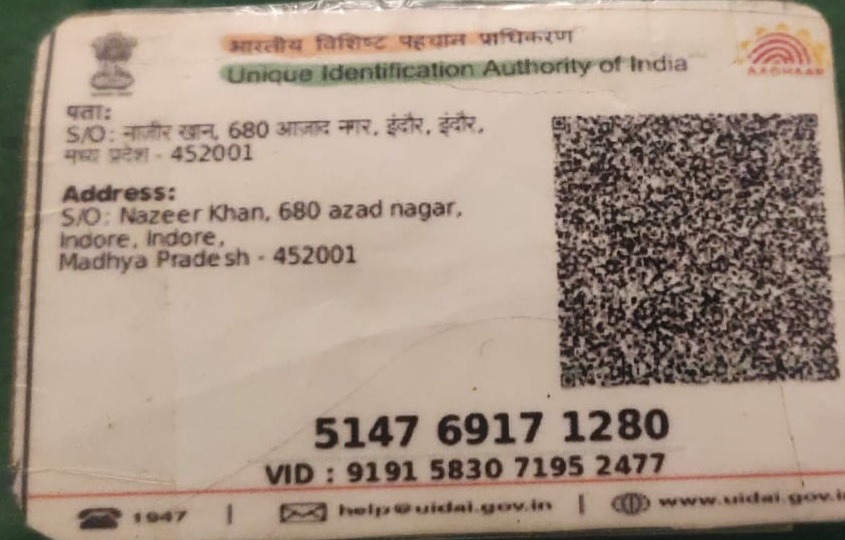 भारतीय विशिष्ट पहचान प्राधिकरण
Unique Identification Authority of India
AADHAAR
पता:
S/O: नाजीर खान, 680 आज़ाद नगर, इंदौर, इंदौर,
मध्य प्रदेश - 452001
Address:
S/O: Nazeer Khan, 680 azad nagar,
Indore, Indore,
Madhya Pradesh - 452001
5147 6917 1280
VID : 9191 5830 7195 2477
1947 | help@uidai.gov.in | www.uidai.gov.in